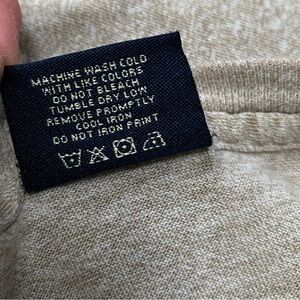 MACHINE WASH COLD
WITH LIKE COLORS
DO NOT BLEACH
TUMBLE DRY LOW
REMOVE PROMPTLY
COOL IRON
DO NOT IRON PRINT